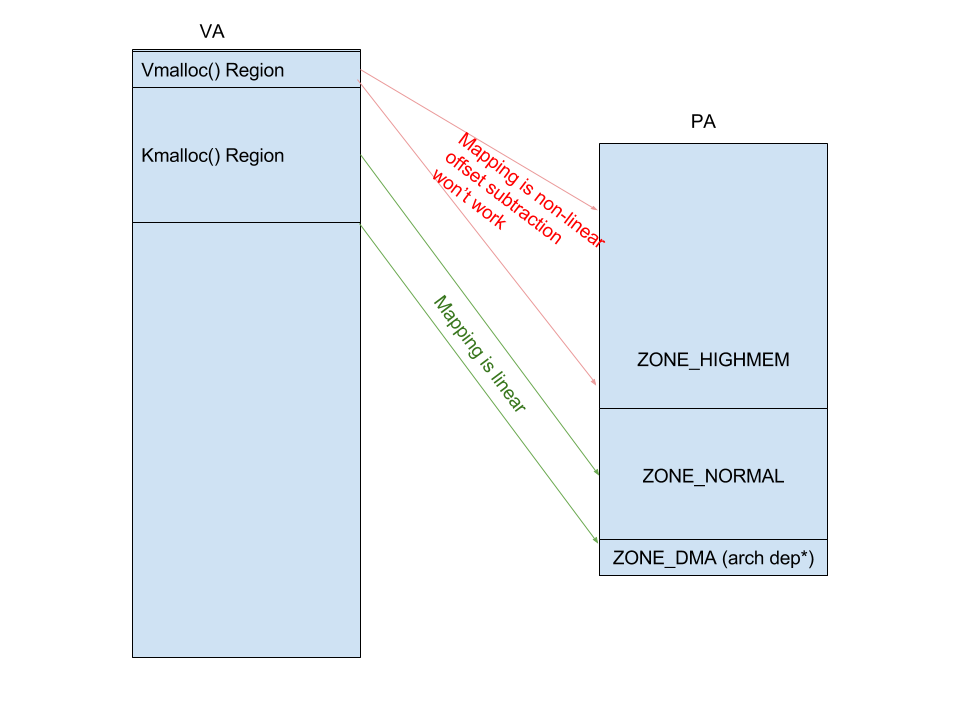 VA
Vmalloc() Region
Kmalloc() Region
Mapping is non-linear
offset subtraction
won't work
Mapping is linear
PA
ZONE_HIGHMEM
ZONE_NORMAL
ZONE_DMA (arch dep*)